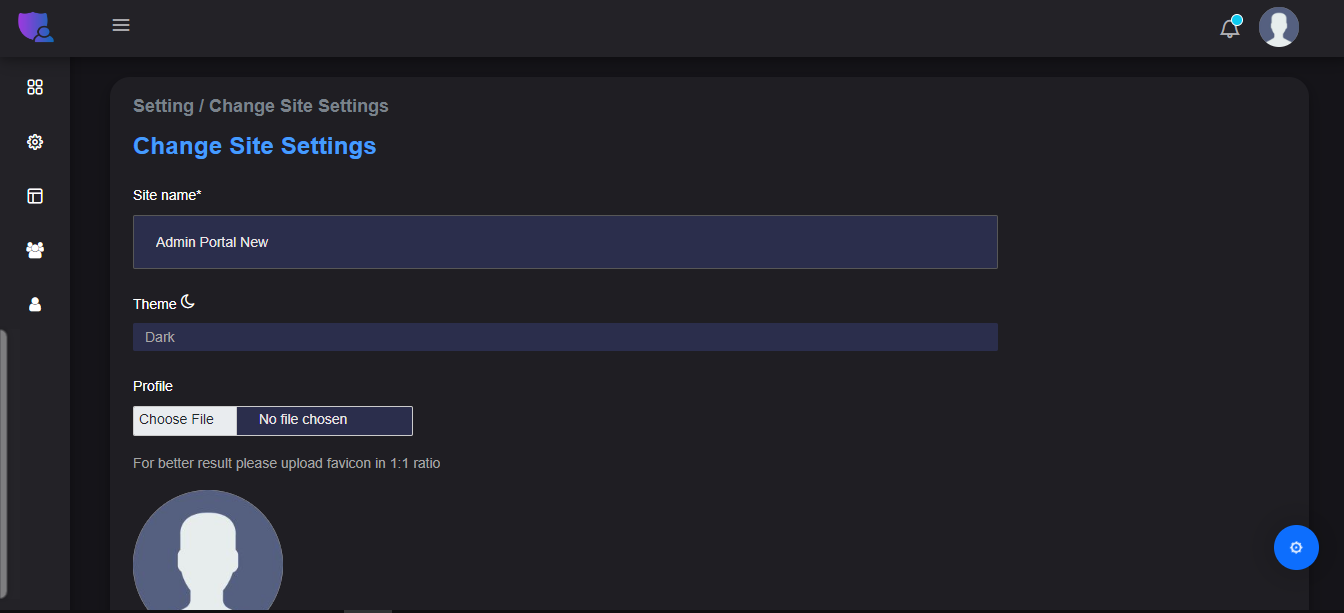 Setting / Change Site Settings
Change Site Settings
Site name*
Admin Portal New
Theme
Dark
Profile
Choose File No file chosen
For better result please upload favicon in 1:1 ratio